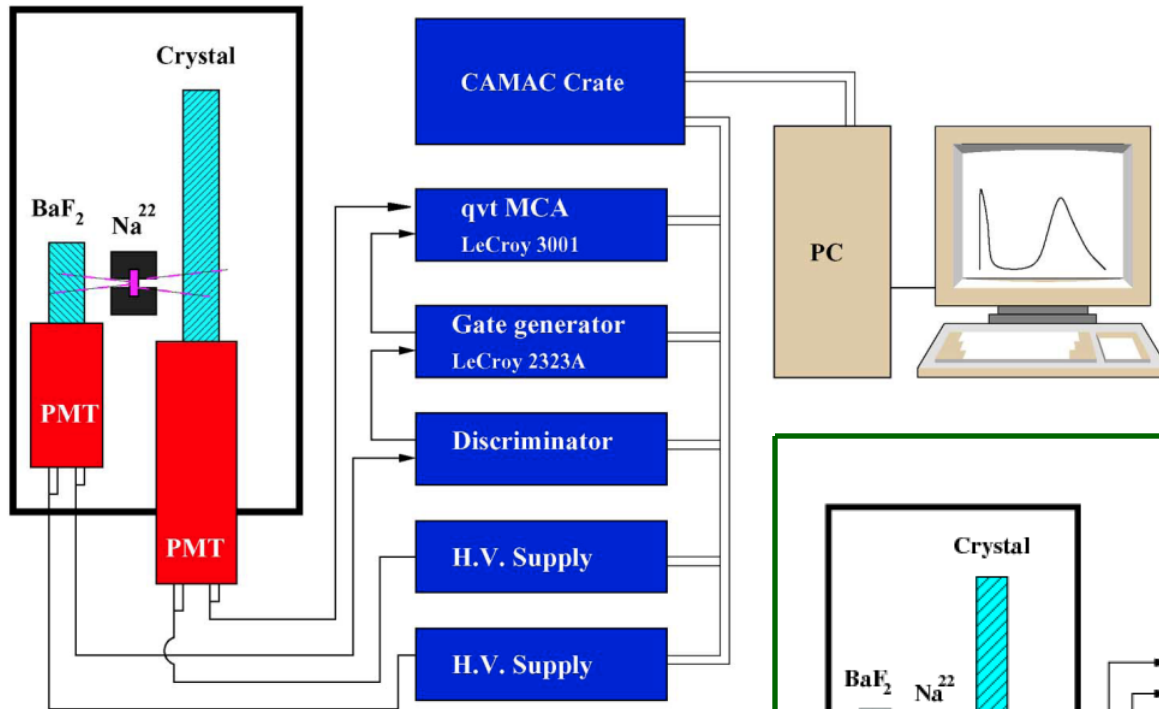 Crystal
BaF₂
Na²²
PMT
PMT
CAMAC Crate
qvt MCA
LeCroy 3001
Gate generator
LeCroy 2323A
Discriminator
H.V. Supply
H.V. Supply
PC
Crystal
BaF₂
Na²²